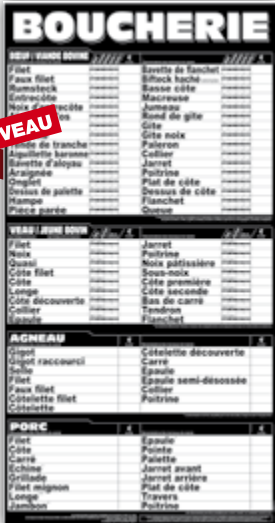 BOUCHERIE
BŒUF / VIANDE BOVINE
Filet
Faux filet
Rumsteck
Entrecôte
Noix d'entrecôte
VEAU
Tende de tranche
Aiguillette baronne
Bavette d'aloyau
Araignée
Onglet
Dessus de palette
Hampe
Pièce parée
Bavette de flanchet
Bifteck haché
Basse côte
Macreuse
Jumeau
Rond de gîte
Gîte
Gîte noix
Paleron
Collier
Jarret
Poitrine
Plat de côte
Dessus de côte
Flanchet
Queue
VEAU / JEUNE BOVIN
Filet
Noix
Quasi
Côte filet
Côte
Longe
Côte découverte
Collier
Epaule
Jarret
Poitrine
Noix pâtissière
Sous-noix
Côte première
Côte seconde
Bas de carré
Tendron
Flanchet
AGNEAU
Gigot
Gigot raccourci
Selle
Filet
Faux filet
Côtelette filet
Côtelette
Côtelette découverte
Carré
Epaule
Epaule semi-désossée
Collier
Poitrine
PORC
Filet
Côte
Carré
Echine
Grillade
Filet mignon
Longe
Jambon
Epaule
Pointe
Palette
Jarret avant
Jarret arrière
Plat de côte
Travers
Poitrine